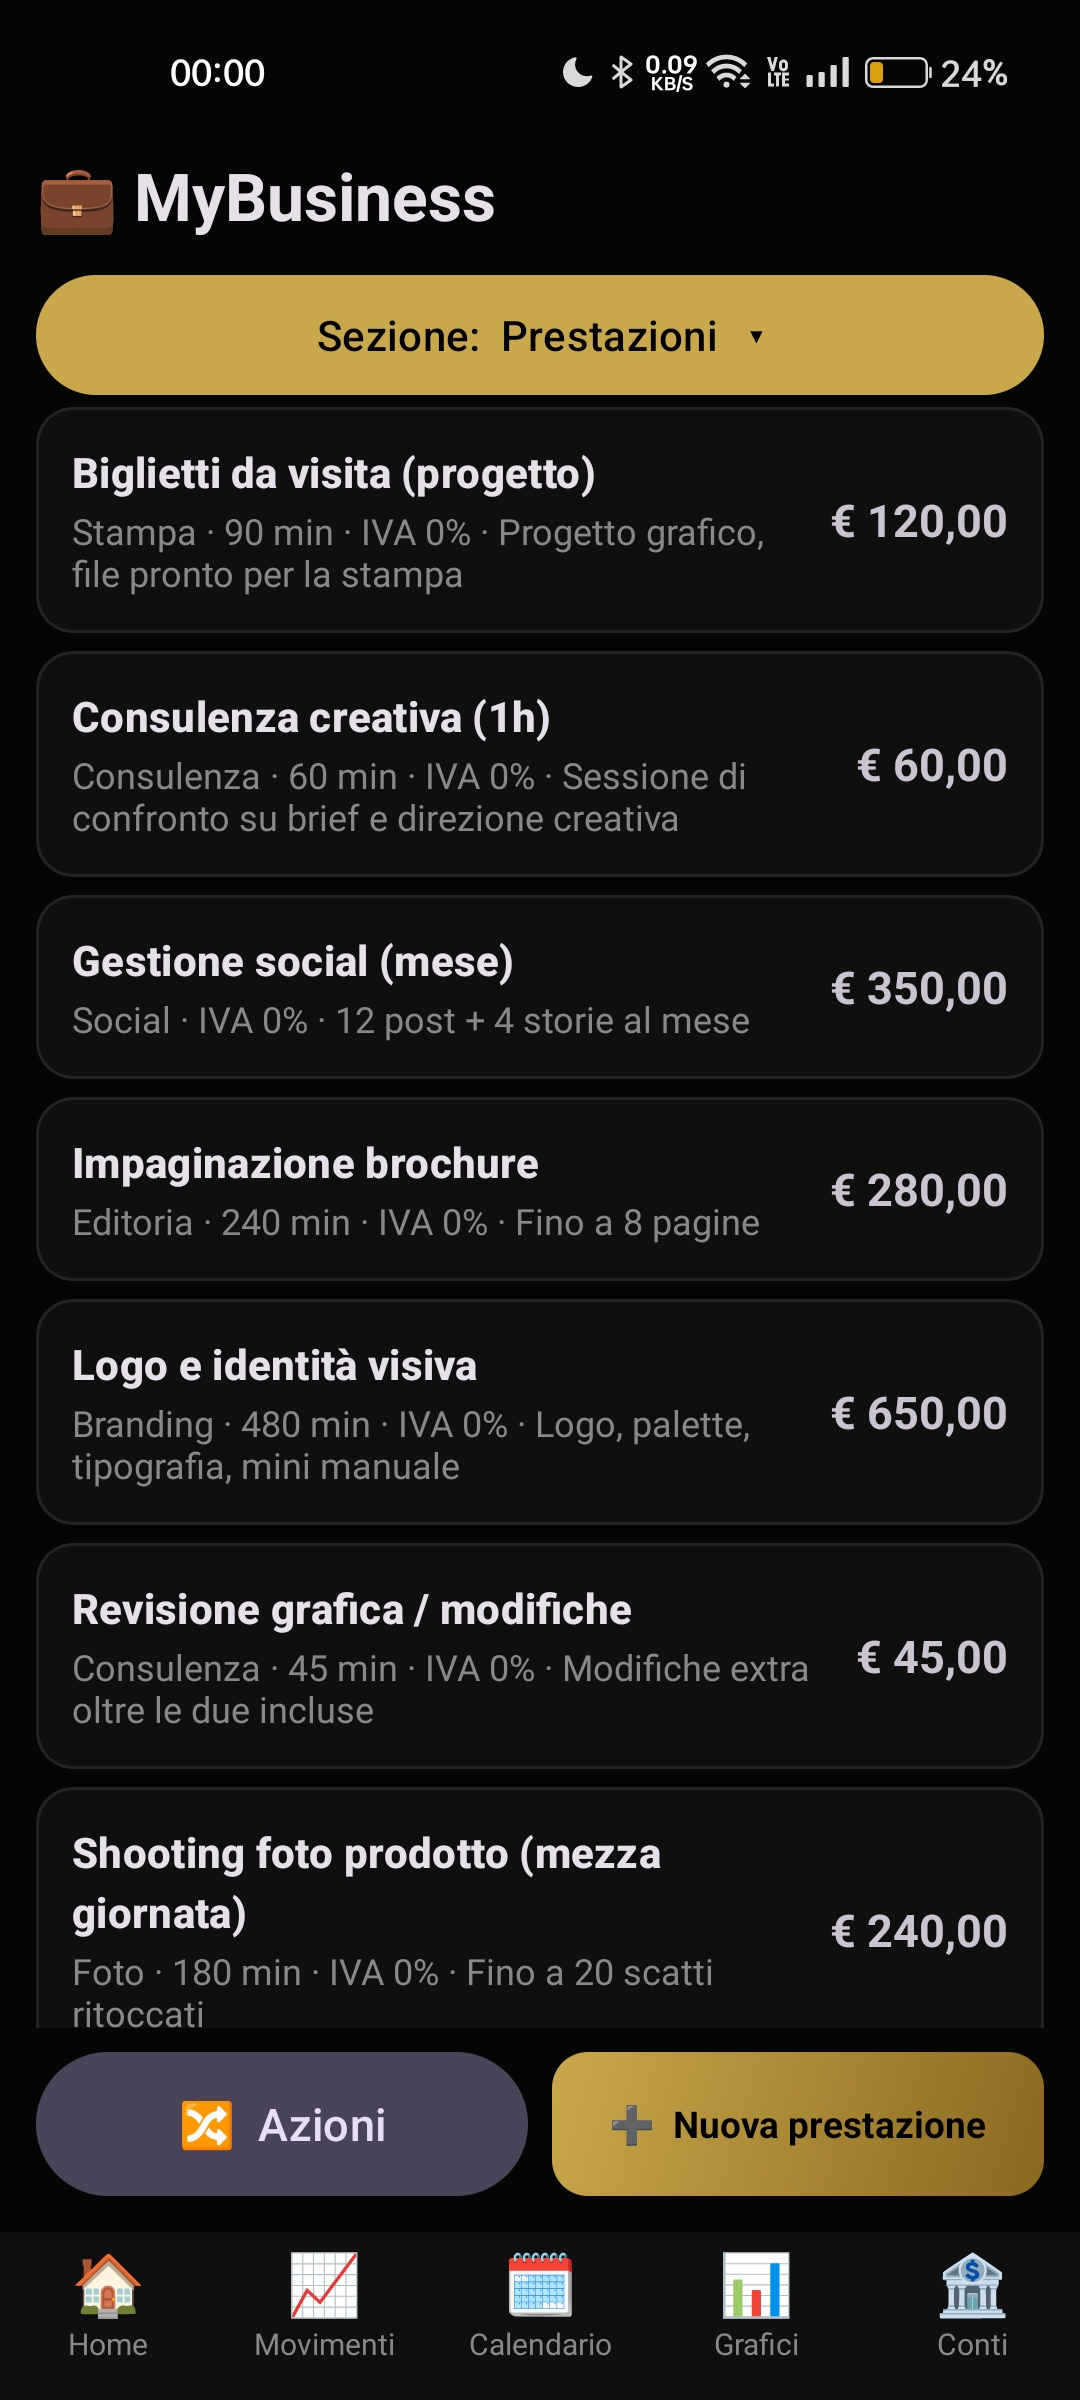 00:00
0.09 KB/S
Vo LTE
24%
MyBusiness
Sezione: Prestazioni ▼
Biglietti da visita (progetto)
Stampa · 90 min · IVA 0% · Progetto grafico,
file pronto per la stampa
€ 120,00
Consulenza creativa (1h)
Consulenza · 60 min · IVA 0% · Sessione di
confronto su brief e direzione creativa
€ 60,00
Gestione social (mese)
Social · IVA 0% · 12 post + 4 storie al mese
€ 350,00
Impaginazione brochure
Editoria · 240 min · IVA 0% · Fino a 8 pagine
€ 280,00
Logo e identità visiva
Branding · 480 min · IVA 0% · Logo, palette,
tipografia, mini manuale
€ 650,00
Revisione grafica / modifiche
Consulenza · 45 min · IVA 0% · Modifiche extra
oltre le due incluse
€ 45,00
Shooting foto prodotto (mezza
giornata)
Foto · 180 min · IVA 0% · Fino a 20 scatti
ritoccati
€ 240,00
Azioni
Nuova prestazione
Home
Movimenti
Calendario
Grafici
Conti